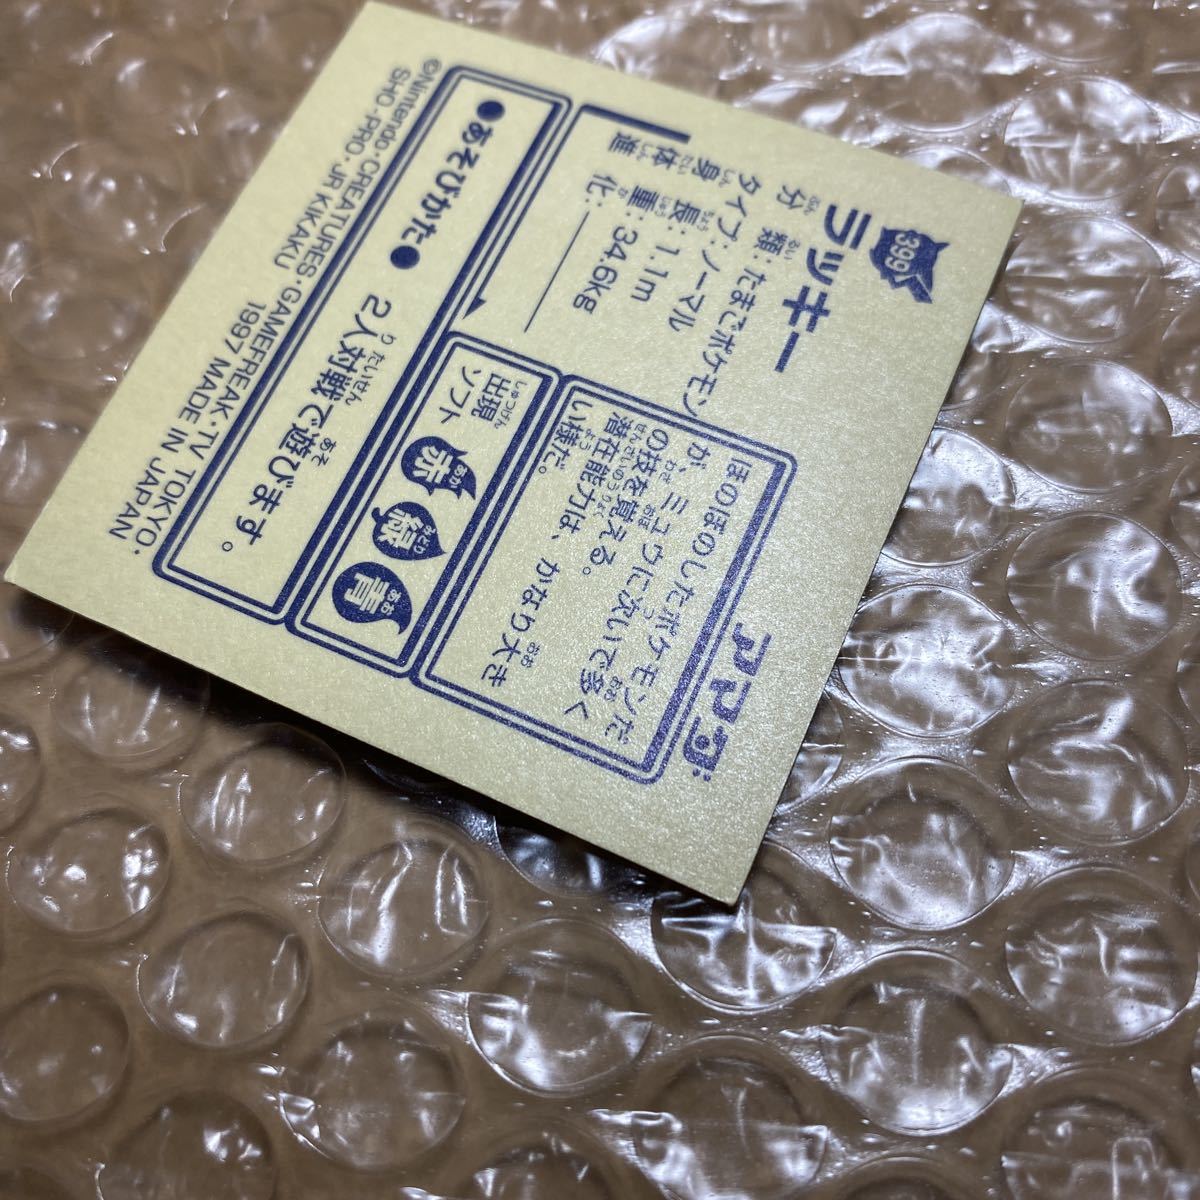 399
ラッキー
分類：たまごポケモン
タイプ：ノーマル
身長：1.1m
体重：34.6kg
進化：
ほのぼのしたポケモンだ
が、ミュウに次いで多く
の技を覚える。
潜在能力は、かなり大き
い様だ。
出現
ソフト
赤 緑 青
●あそびかた● 2人対戦で遊びます。
©Nintendo・CREATURES・GAMEFREAK・TV TOKYO・
SHO-PRO・JR KIKAKU 1997 MADE IN JAPAN